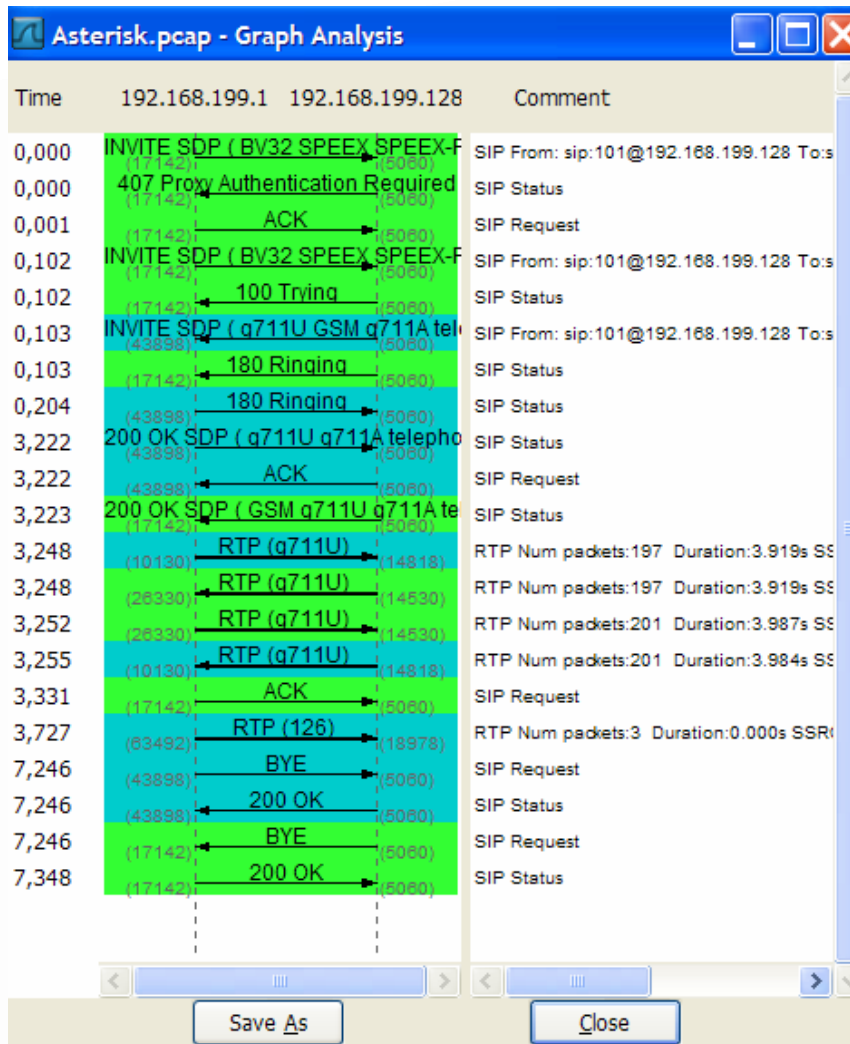 Asterisk.pcap - Graph Analysis
Time 192.168.199.1 192.168.199.128 Comment
0,000 INVITE SDP ( BV32 SPEEX SPEEX-F (17142) (5060) SIP From: sip:101@192.168.199.128 To:s
0,000 407 Proxy Authentication Required (17142) (5060) SIP Status
0,001 ACK (17142) (5060) SIP Request
0,102 INVITE SDP ( BV32 SPEEX SPEEX-F (17142) (5060) SIP From: sip:101@192.168.199.128 To:s
0,102 100 Trying (17142) (5060) SIP Status
0,103 INVITE SDP ( g711U GSM g711A tel (43898) (5060) SIP From: sip:101@192.168.199.128 To:s
0,103 180 Ringing (17142) (5060) SIP Status
0,204 180 Ringing (43898) (5060) SIP Status
3,222 200 OK SDP ( g711U g711A telepho (43898) (5060) SIP Status
3,222 ACK (43898) (5060) SIP Request
3,223 200 OK SDP ( GSM g711U g711A te (17142) (5060) SIP Status
3,248 RTP (g711U) (10130) (14818) RTP Num packets:197 Duration:3.919s SS
3,248 RTP (g711U) (26330) (14530) RTP Num packets:197 Duration:3.919s SS
3,252 RTP (g711U) (26330) (14530) RTP Num packets:201 Duration:3.987s SS
3,255 RTP (g711U) (10130) (14818) RTP Num packets:201 Duration:3.984s SS
3,331 ACK (17142) (5060) SIP Request
3,727 RTP (126) (63492) (18978) RTP Num packets:3 Duration:0.000s SSR
7,246 BYE (43898) (5060) SIP Request
7,246 200 OK (43898) (5060) SIP Status
7,246 BYE (17142) (5060) SIP Request
7,348 200 OK (17142) (5060) SIP Status
Save As Close